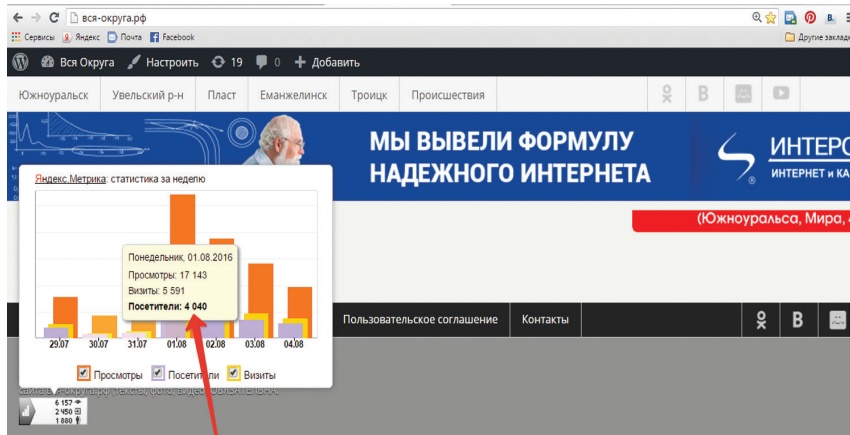 вся-округа.рф
Сервисы Яндекс Почта Facebook Другие заклад
Вся Округа Настроить 19 0 Добавить
Южноуральск Увельский р-н Пласт Еманжелинск Троицк Происшествия
МЫ ВЫВЕЛИ ФОРМУЛУ
НАДЕЖНОГО ИНТЕРНЕТА
ИНТЕРС
ИНТЕРНЕТ и КА
(Южноуральса, Мира,
Яндекс.Метрика: статистика за неделю
Понедельник, 01.08.2016
Просмотры: 17 143
Визиты: 5 591
Посетители: 4 040
29.07 30.07 31.07 01.08 02.08 03.08 04.08
Просмотры Посетители Визиты
Пользовательское соглашение Контакты
6 157
2 450
1 880